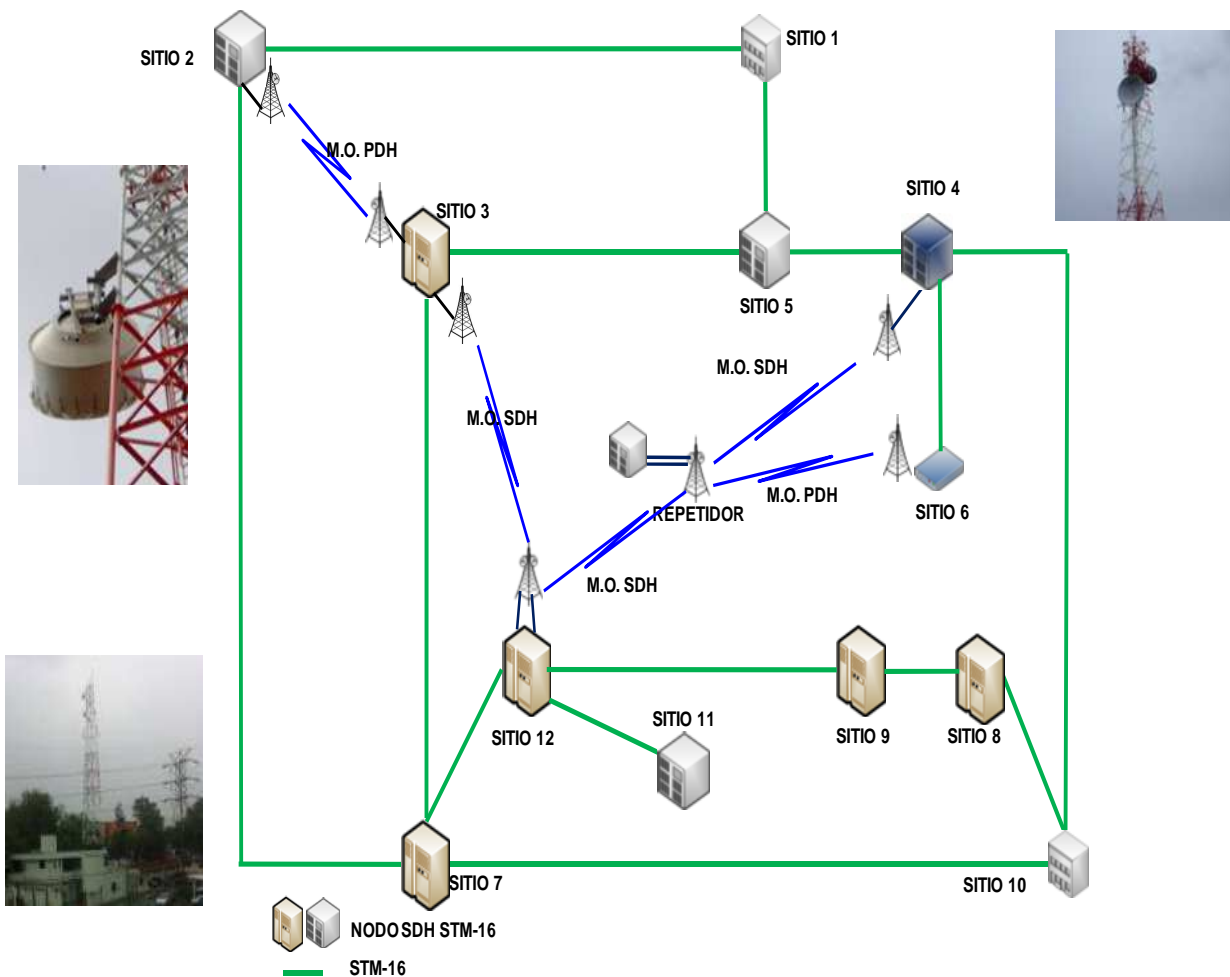 SITIO 1
SITIO 2
M.O. PDH
SITIO 3
SITIO 4
SITIO 5
M.O. SDH
M.O. SDH
M.O. PDH
REPETIDOR
SITIO 6
M.O. SDH
SITIO 11
SITIO 12
SITIO 9
SITIO 8
SITIO 7
SITIO 10
NODO SDH STM-16
STM-16